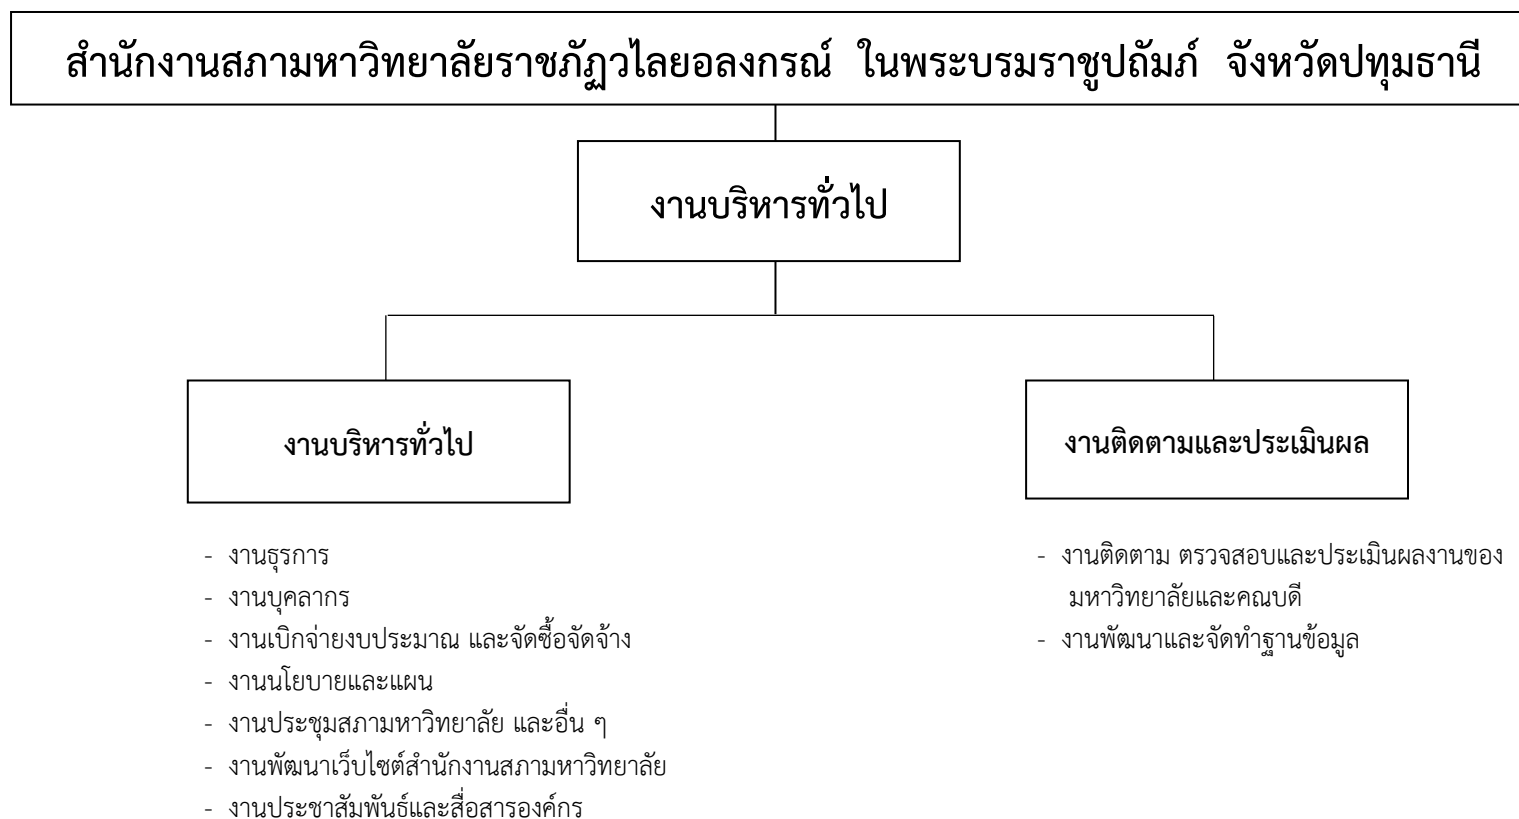 สำนักงานสภามหาวิทยาลัยราชภัฏวไลยอลงกรณ์ ในพระบรมราชูปถัมภ์ จังหวัดปทุมธานี
งานบริหารทั่วไป
งานบริหารทั่วไป
- งานธุรการ
- งานบุคลากร
- งานเบิกจ่ายงบประมาณ และจัดซื้อจัดจ้าง
- งานนโยบายและแผน
- งานประชุมสภามหาวิทยาลัย และอื่น ๆ
- งานพัฒนาเว็บไซต์สำนักงานสภามหาวิทยาลัย
- งานประชาสัมพันธ์และสื่อสารองค์กร
งานติดตามและประเมินผล
- งานติดตาม ตรวจสอบและประเมินผลงานของ
มหาวิทยาลัยและคณบดี
- งานพัฒนาและจัดทำฐานข้อมูล